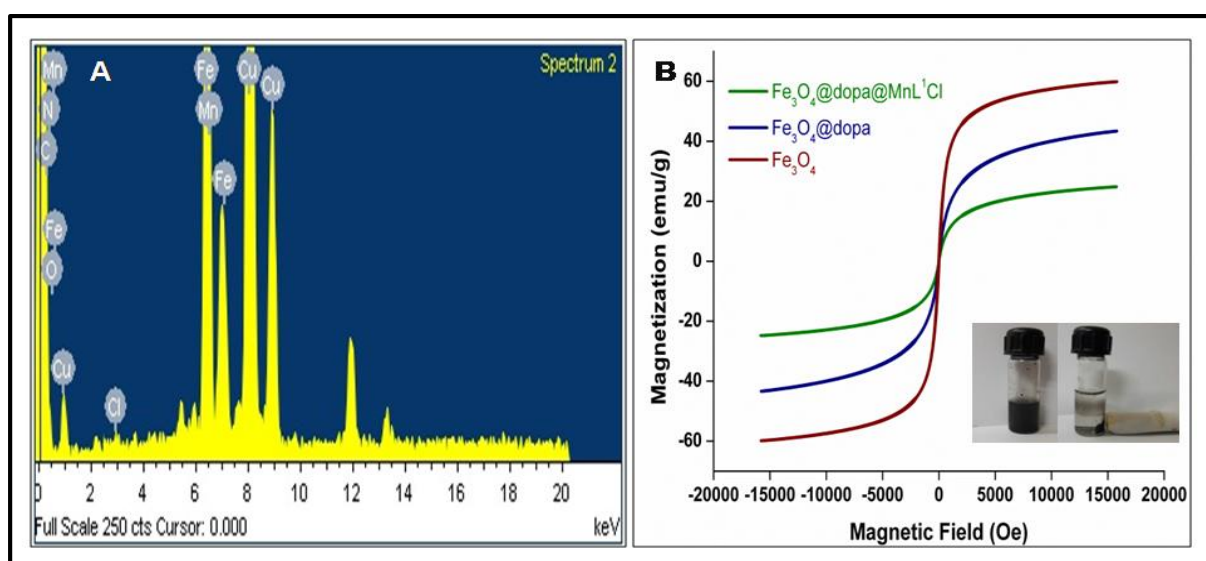 A
Spectrum 2
Mn
Fe
Cu
Cu
N
Mn
C
Fe
Fe
O
Cu
Cl
0 2 4 6 8 10 12 14 16 18 20
Full Scale 250 cts Cursor: 0.000
keV
B
Fe₃O₄@dopa@MnL¹Cl
Fe₃O₄@dopa
Fe₃O₄
Magnetization (emu/g)
60
40
20
0
-20
-40
-60
-20000 -15000 -10000 -5000 0 5000 10000 15000 20000
Magnetic Field (Oe)